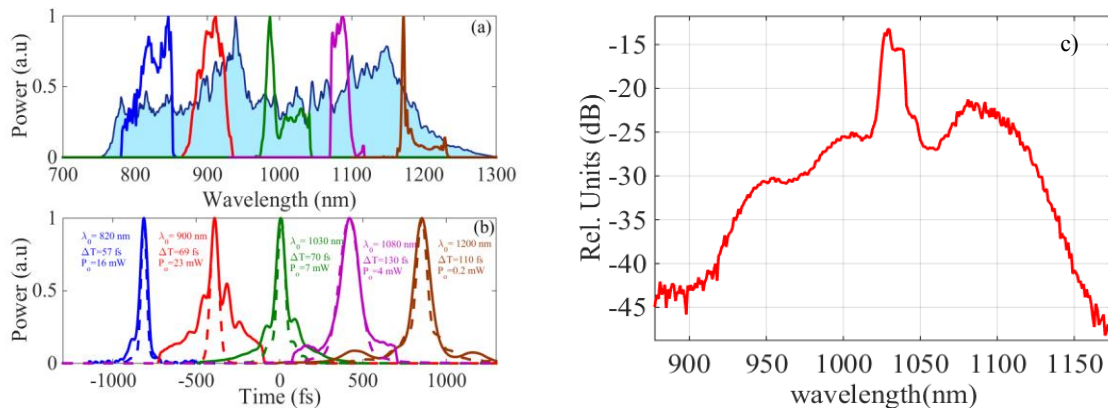 (a)
Power (a.u)
1
0.5
0
700 800 900 1000 1100 1200 1300
Wavelength (nm)
(b)
Power (a.u)
1
0.5
0
λ₀= 820 nm
ΔT=57 fs
Pₒ=16 mW
λ₀= 900 nm
ΔT=69 fs
Pₒ=23 mW
λ₀= 1030 nm
ΔT=70 fs
Pₒ=7 mW
λ₀= 1080 nm
ΔT=130 fs
Pₒ=4 mW
λ₀= 1200 nm
ΔT=110 fs
Pₒ=0.2 mW
-1000 -500 0 500 1000
Time (fs)
c)
Rel. Units (dB)
-15
-20
-25
-30
-35
-40
-45
900 950 1000 1050 1100 1150
wavelength(nm)